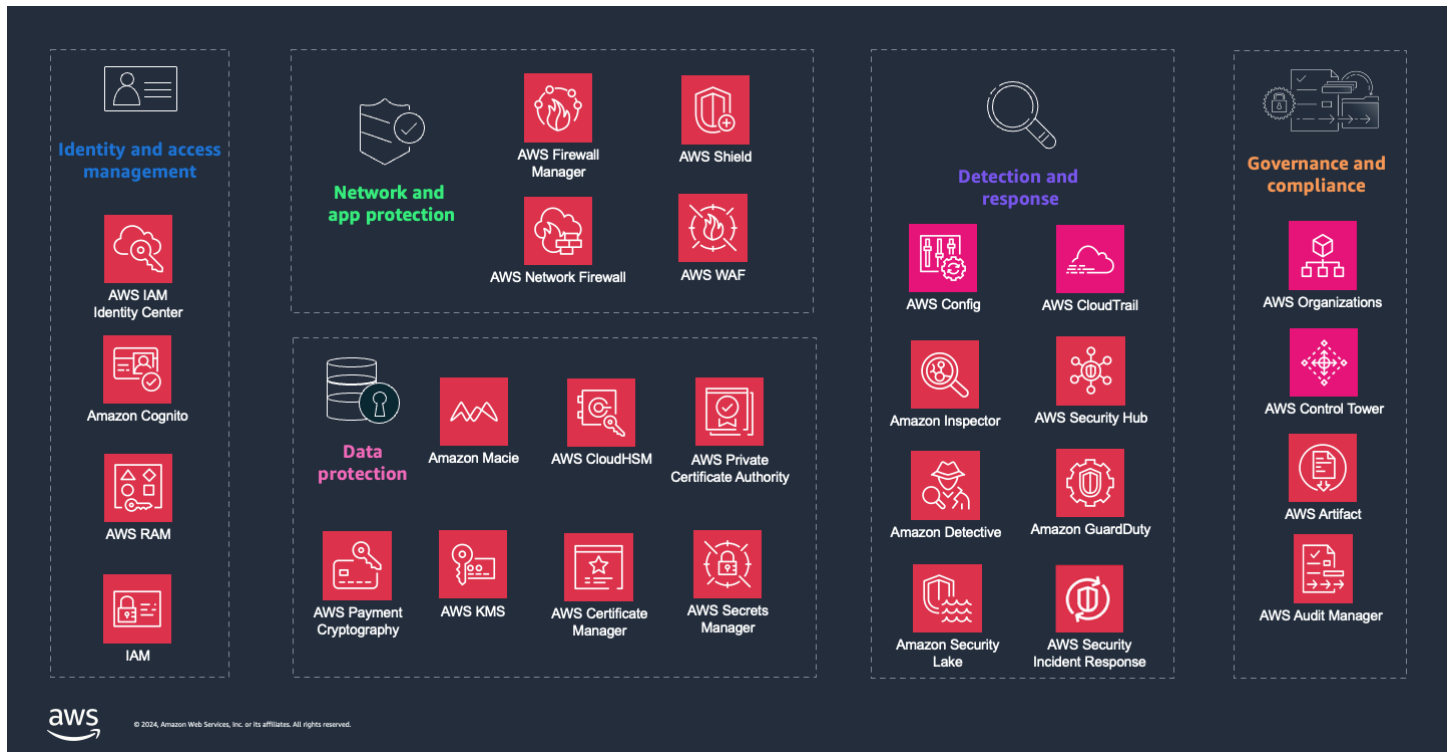 Identity and access
management
AWS IAM
Identity Center
Amazon Cognito
AWS RAM
IAM
Network and
app protection
AWS Firewall
Manager
AWS Shield
AWS Network Firewall
AWS WAF
Data
protection
Amazon Macie
AWS CloudHSM
AWS Private
Certificate Authority
AWS Payment
Cryptography
AWS KMS
AWS Certificate
Manager
AWS Secrets
Manager
Detection and
response
AWS Config
AWS CloudTrail
Amazon Inspector
AWS Security Hub
Amazon Detective
Amazon GuardDuty
Amazon Security
Lake
AWS Security
Incident Response
Governance and
compliance
AWS Organizations
AWS Control Tower
AWS Artifact
AWS Audit Manager
aws
© 2024, Amazon Web Services, Inc. or its affiliates. All rights reserved.